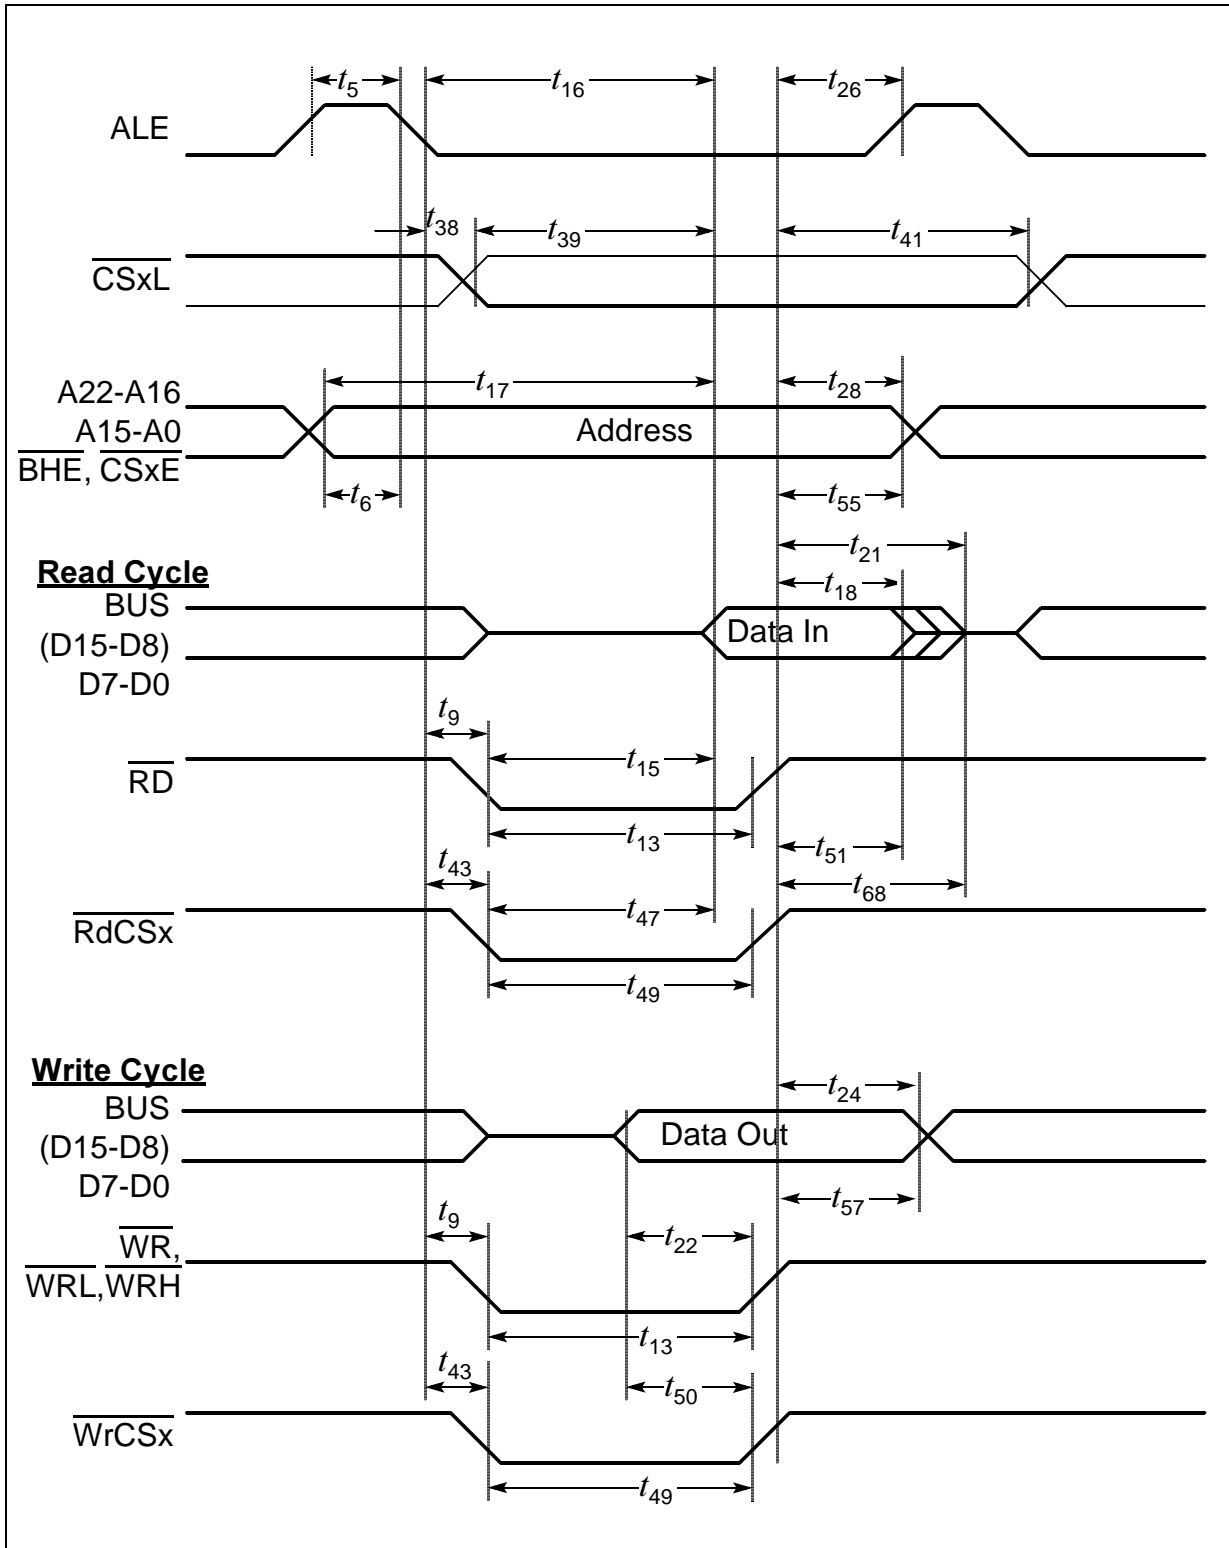 t5 t16 t26
ALE
t38 t39 t41
CSxL
t17 t28
A22-A16
A15-A0
BHE, CSxE
Address
t6 t55
t21
Read Cycle
t18
BUS
(D15-D8)
D7-D0
Data In
t9
t15
RD
t13
t51
t43
t68
t47
RdCSx
t49
Write Cycle
t24
BUS
(D15-D8)
D7-D0
Data Out
t57
t9
t22
WR,
WRL,WRH
t13
t43
t50
WrCSx
t49